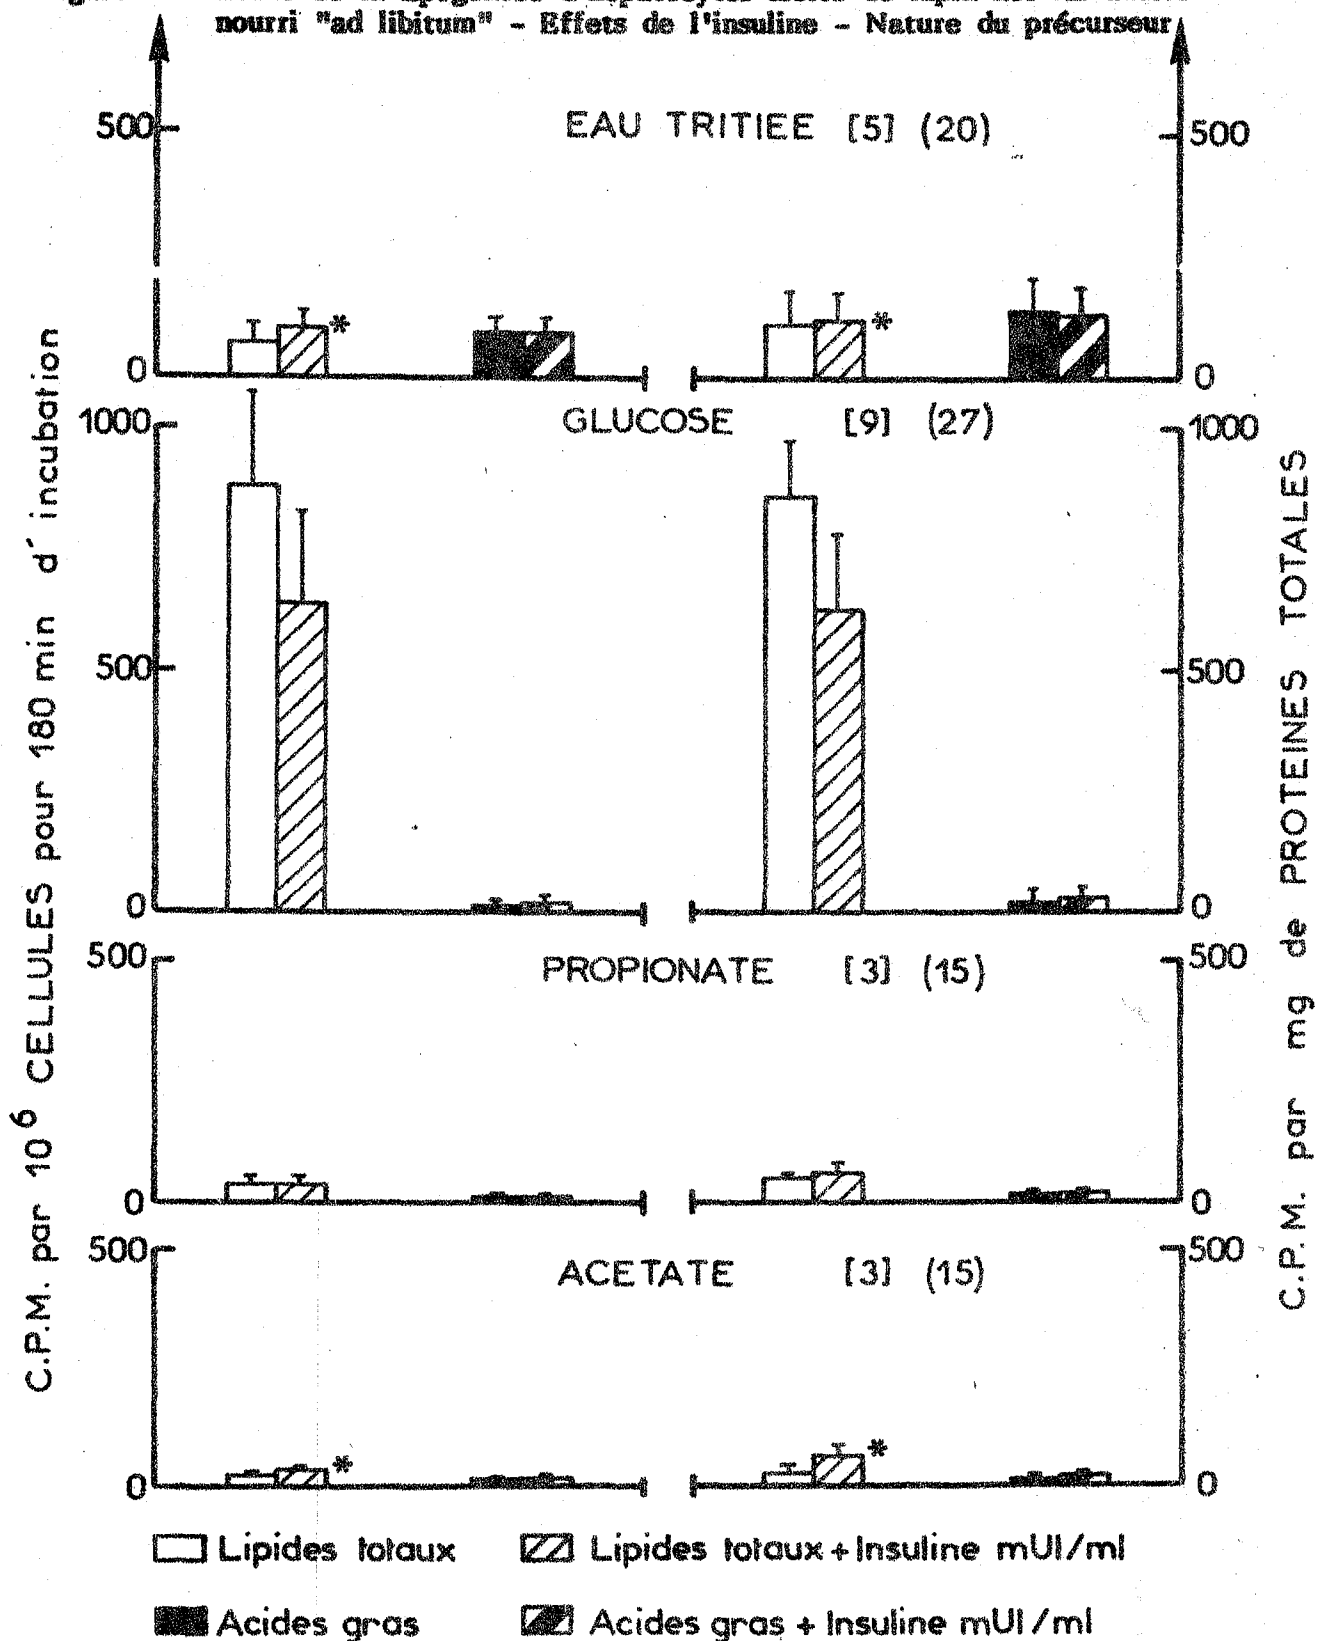 nourri "ad libitum" - Effets de l'insuline - Nature du précurseur
500
EAU TRITIEE [5] (20)
500
*
*
0
0
1000
GLUCOSE [9] (27)
1000
500
500
0
0
500
PROPIONATE [3] (15)
500
0
0
500
ACETATE [3] (15)
500
*
*
0
0
C.P.M. par 10⁶ CELLULES pour 180 min d' incubation
C.P.M. par mg de PROTEINES TOTALES
Lipides totaux
Lipides totaux + Insuline mUI/ml
Acides gras
Acides gras + Insuline mUI/ml